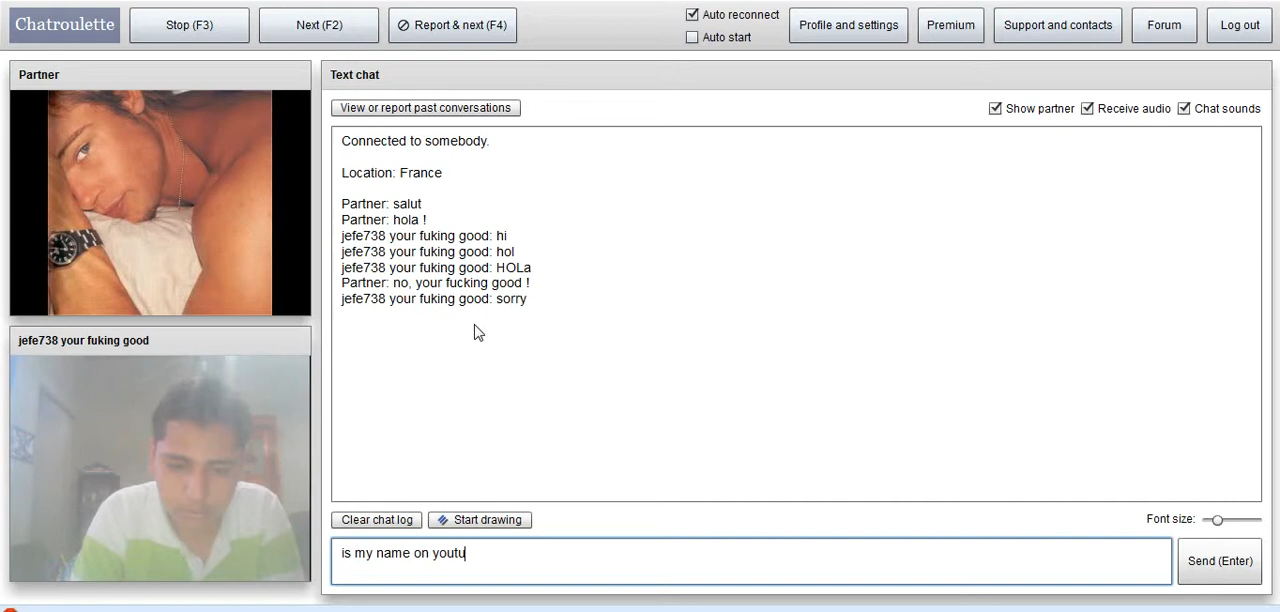 Chatroulette
Stop (F3)
Next (F2)
Report & next (F4)
Auto reconnect
Auto start
Profile and settings
Premium
Support and contacts
Forum
Log out
Partner
Text chat
View or report past conversations
Show partner
Receive audio
Chat sounds
Connected to somebody.
Location: France
Partner: salut
Partner: hola !
jefe738 your fuking good: hi
jefe738 your fuking good: hol
jefe738 your fuking good: HOLa
Partner: no, your fucking good !
jefe738 your fuking good: sorry
jefe738 your fuking good
Clear chat log
Start drawing
Font size:
is my name on youtu
Send (Enter)